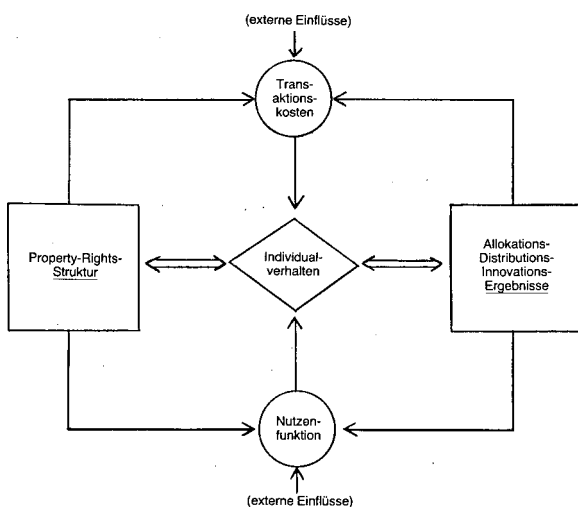 (externe Einflüsse)
Trans-
aktions-
kosten
Property-Rights-
Struktur
Individual-
verhalten
Allokations-
Distributions-
Innovations-
Ergebnisse
Nutzen-
funktion
(externe Einflüsse)